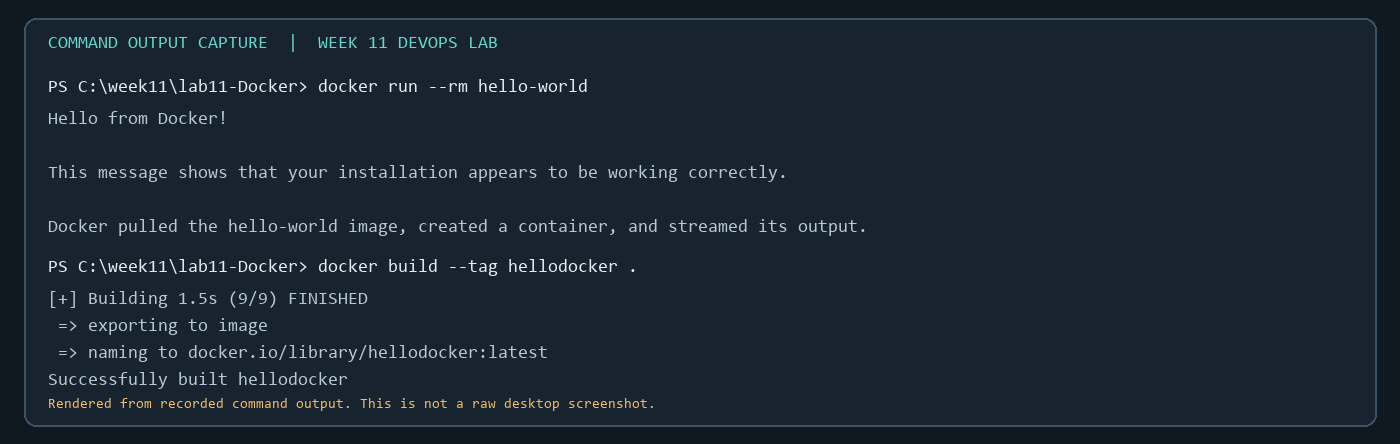 COMMAND OUTPUT CAPTURE | WEEK 11 DEVOPS LAB
PS C:\week11\lab11-Docker> docker run --rm hello-world
Hello from Docker!
This message shows that your installation appears to be working correctly.
Docker pulled the hello-world image, created a container, and streamed its output.
PS C:\week11\lab11-Docker> docker build --tag hellodocker .
[+] Building 1.5s (9/9) FINISHED
=> exporting to image
=> naming to docker.io/library/hellodocker:latest
Successfully built hellodocker
Rendered from recorded command output. This is not a raw desktop screenshot.